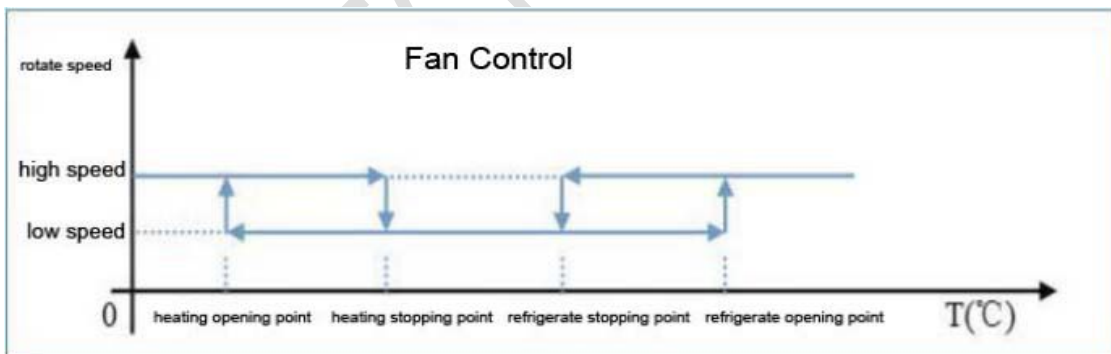 Fan Control
rotate speed
high speed
low speed
0
heating opening point
heating stopping point
refrigerate stopping point
refrigerate opening point
T(℃)